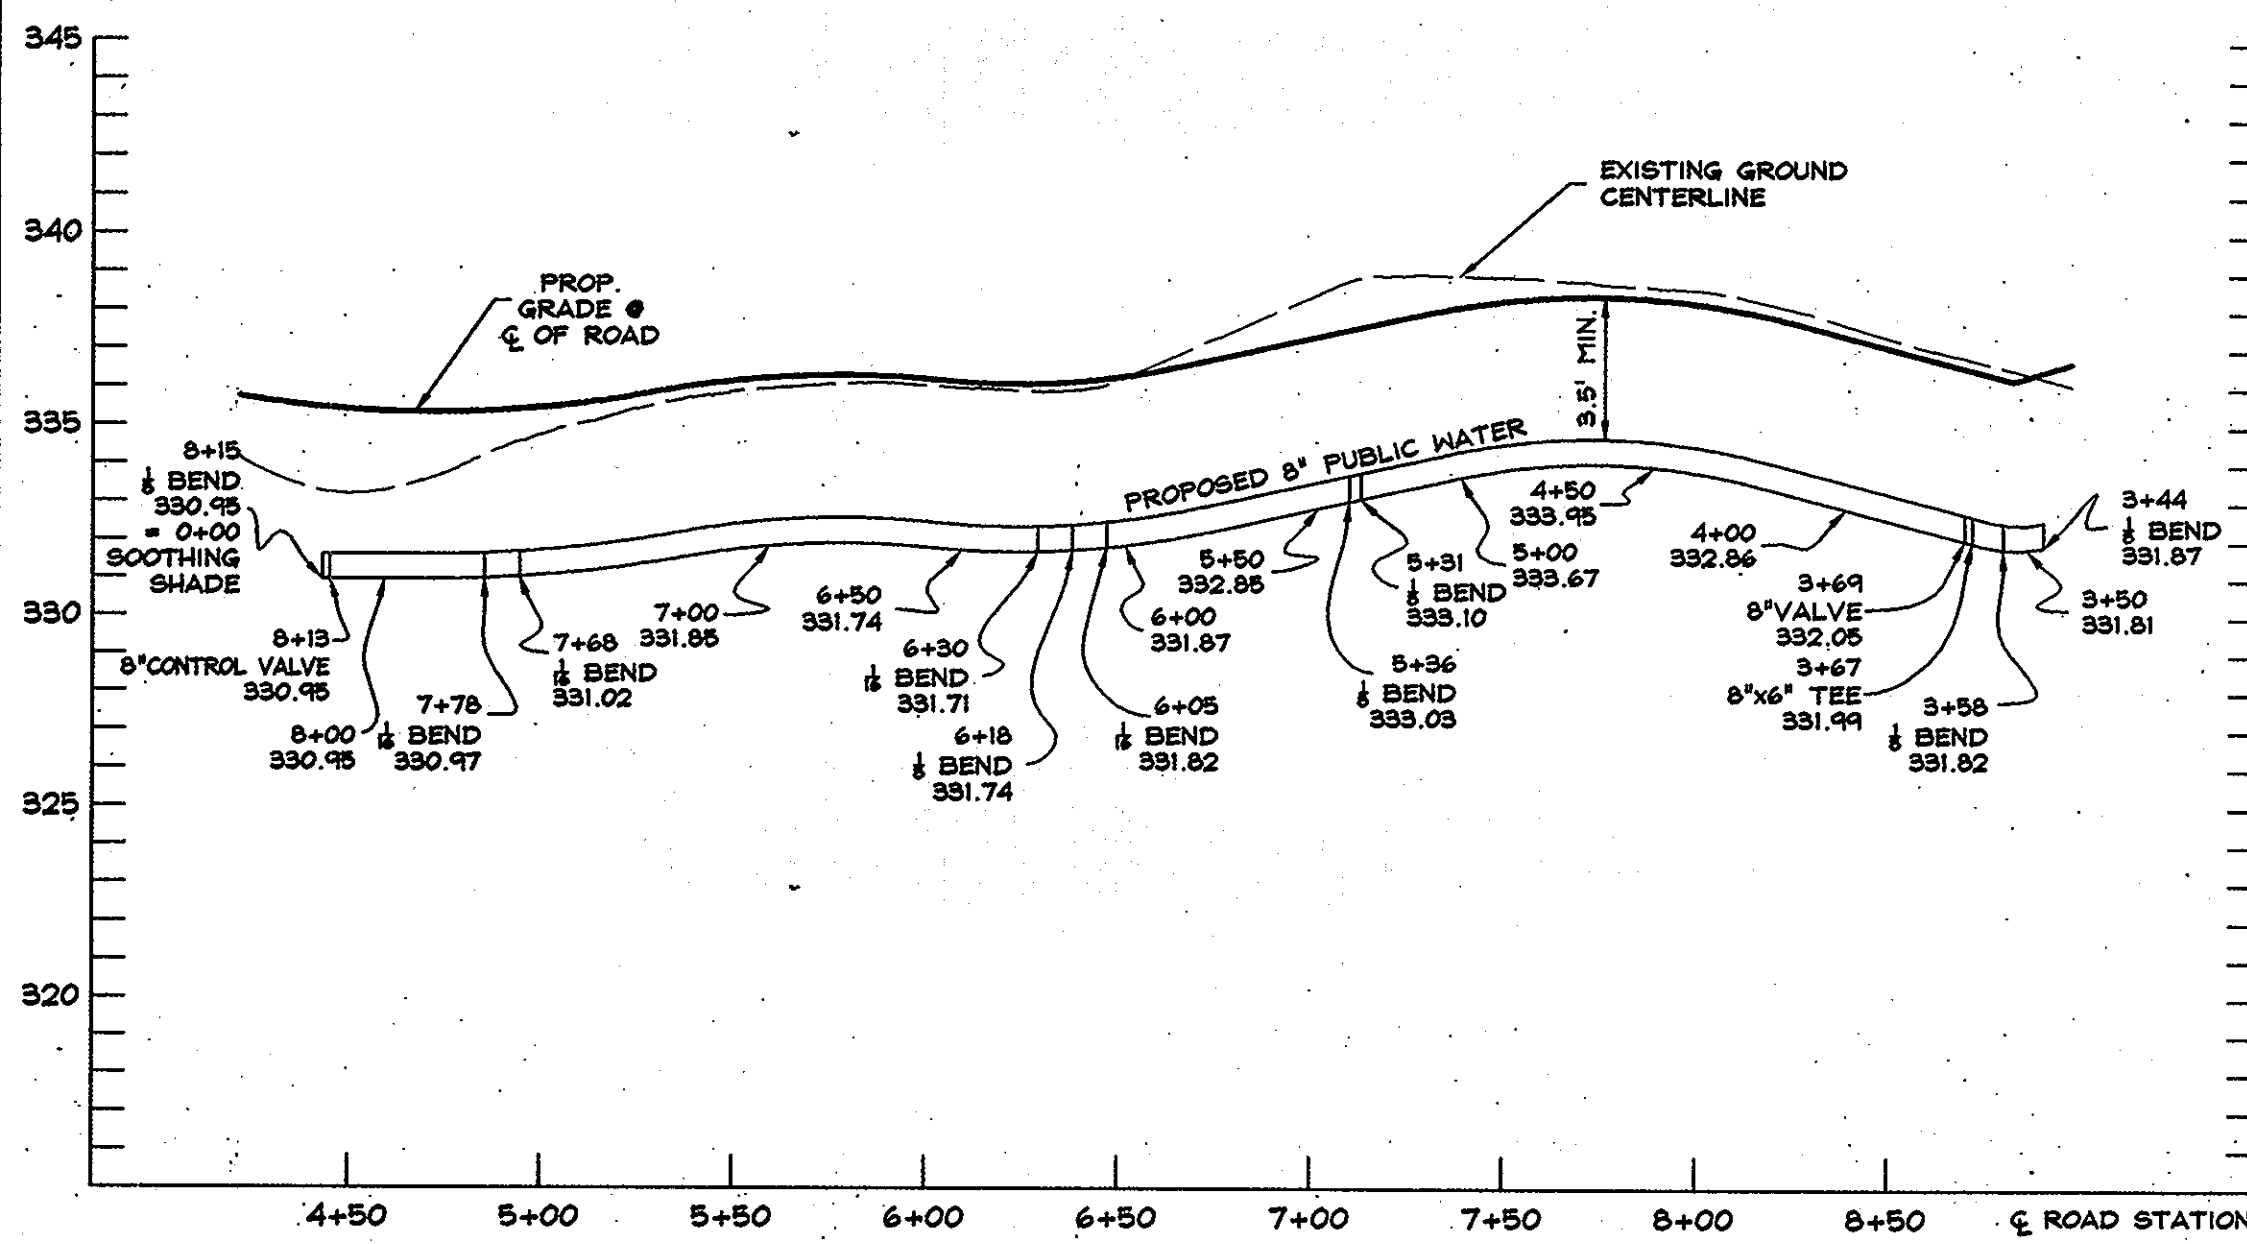 345
340
335
330
325
320
EXISTING GROUND
CENTERLINE
PROP.
GRADE @
℄ OF ROAD
3.5' MIN.
PROPOSED 8" PUBLIC WATER
8+15
1/8 BEND
330.95
= 0+00
SOOTHING
SHADE
8+13
8"CONTROL VALVE
330.95
8+00
330.95
7+78
1/16 BEND
330.97
7+68
1/16 BEND
331.02
7+00
331.85
6+50
331.74
6+30
1/16 BEND
331.71
6+18
1/8 BEND
331.74
6+05
1/16 BEND
331.82
6+00
331.87
5+50
332.85
5+36
1/8 BEND
333.03
5+31
1/8 BEND
333.10
5+00
333.67
4+50
333.95
4+00
332.86
3+69
8"VALVE
332.05
3+67
8"x6" TEE
331.99
3+58
1/8 BEND
331.82
3+50
331.81
3+44
1/8 BEND
331.87
4+50
5+00
5+50
6+00
6+50
7+00
7+50
8+00
8+50
℄ ROAD STATION